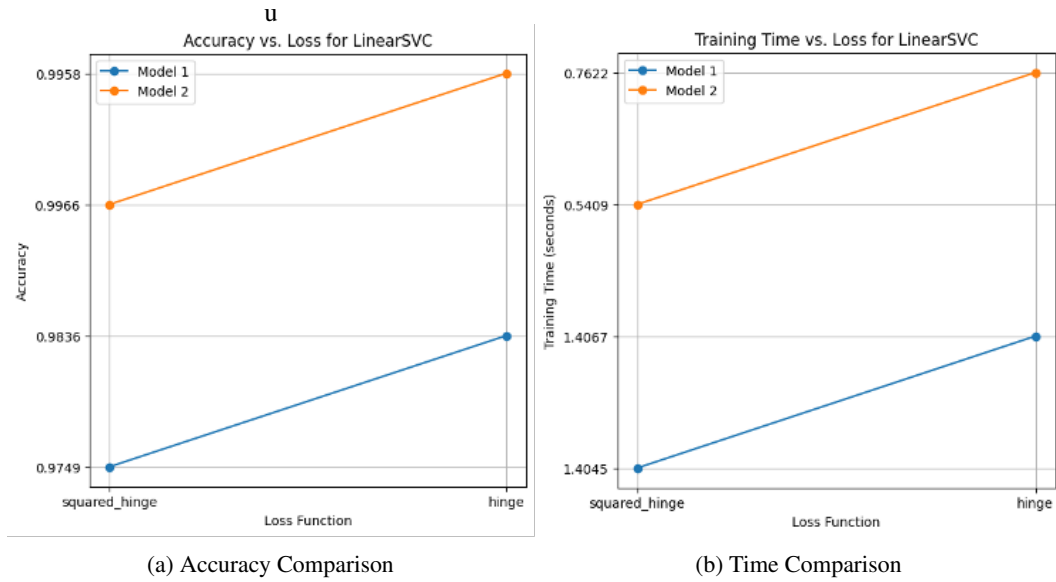 u
Accuracy vs. Loss for LinearSVC
Model 1
Model 2
0.9958
0.9966
0.9836
0.9749
Accuracy
squared_hinge
hinge
Loss Function
(a) Accuracy Comparison
Training Time vs. Loss for LinearSVC
Model 1
Model 2
0.7622
0.5409
1.4067
1.4045
Training Time (seconds)
squared_hinge
hinge
Loss Function
(b) Time Comparison